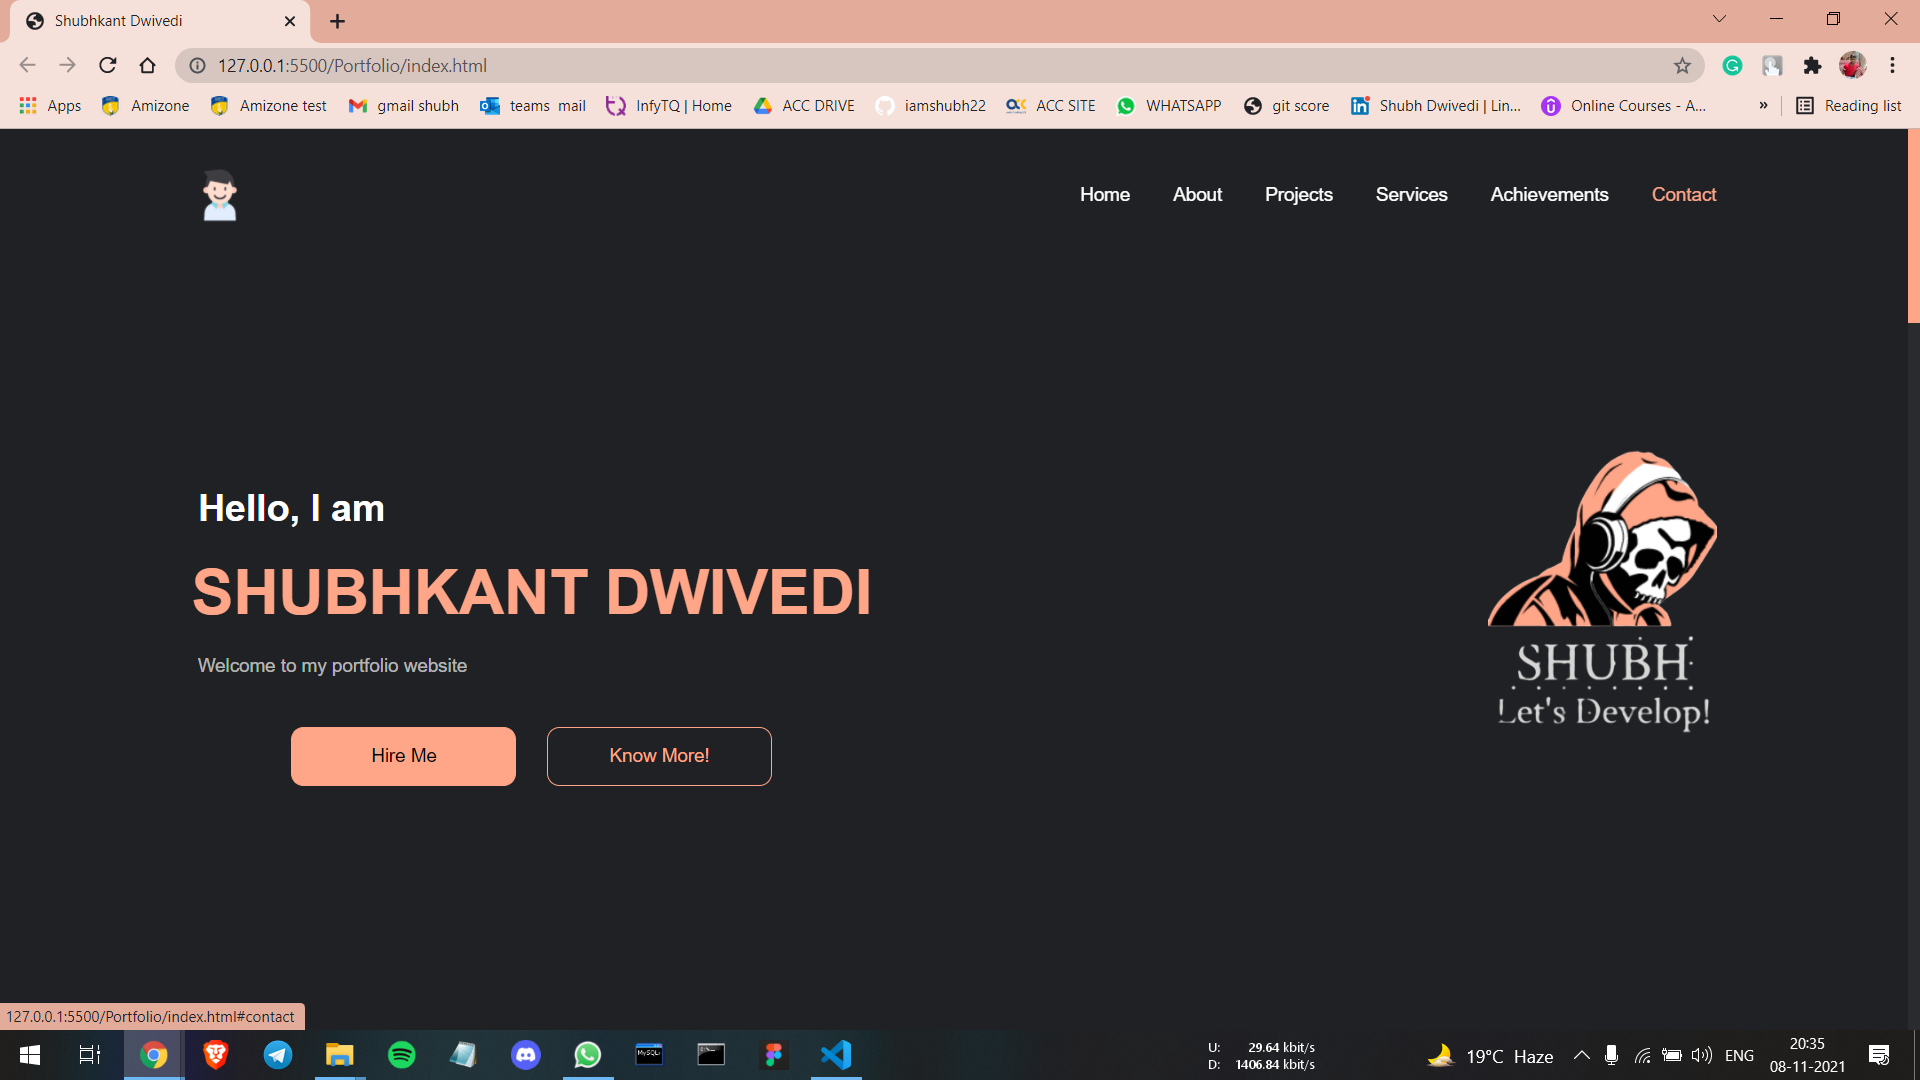 Shubhkant Dwivedi
127.0.0.1:5500/Portfolio/index.html
Apps Amizone Amizone test gmail shubh teams mail InfyTQ | Home ACC DRIVE iamshubh22 ACC SITE WHATSAPP git score Shubh Dwivedi | Lin... Online Courses - A... » Reading list
Home About Projects Services Achievements Contact
Hello, I am
SHUBHKANT DWIVEDI
Welcome to my portfolio website
Hire Me Know More!
SHUBH
Let's Develop!
127.0.0.1:5500/Portfolio/index.html#contact
MySQL
U: 29.64 kbit/s
D: 1406.84 kbit/s
19°C Haze
ENG
20:35
08-11-2021